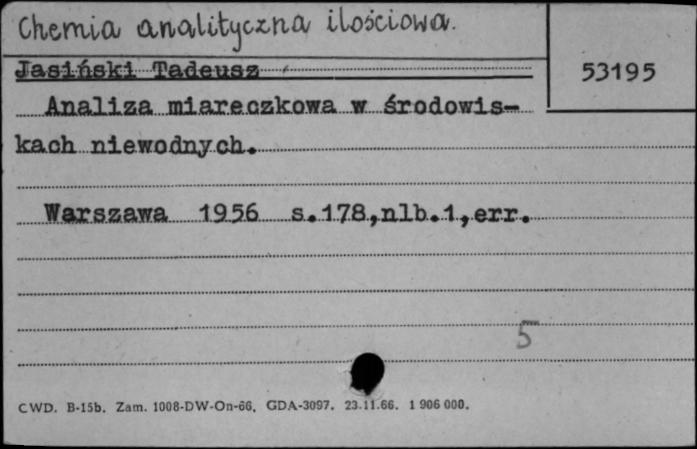 Chemia analityczna ilościowa.
Jasiński Tadeusz
53195
Analiza miareczkowa w środowis-
kach niewodnych.
Warszawa 1956 s.178,nlb.1,err.
5
CWD. B-15b. Zam. 1008-DW-On-66. GDA-3097. 23.11.66. 1 906 000.